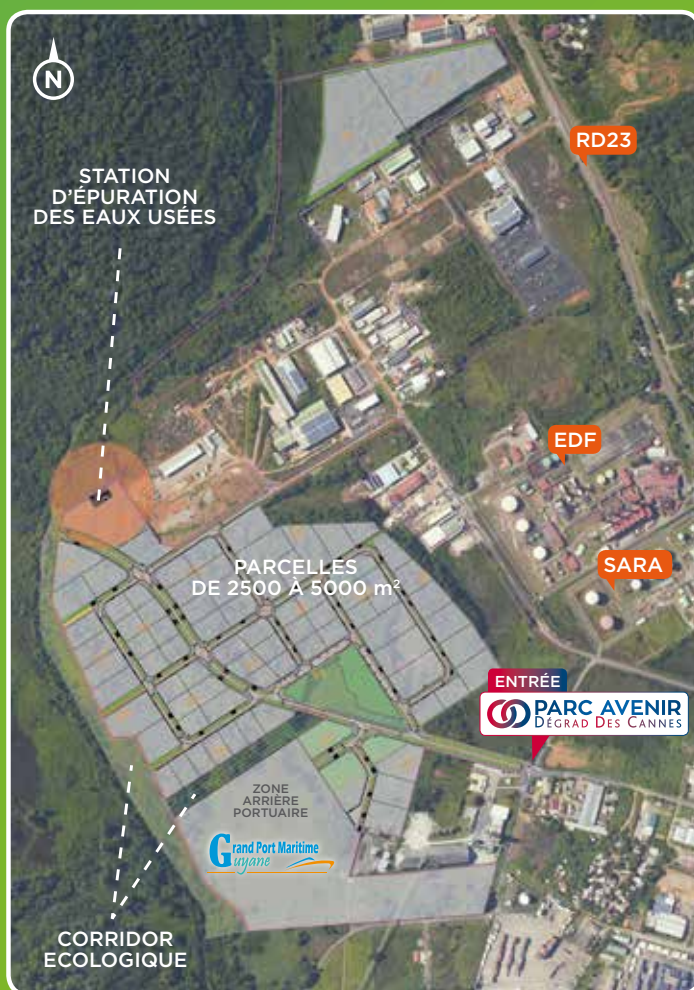 N
STATION
D'ÉPURATION
DES EAUX USÉES
RD23
EDF
SARA
PARCELLES
DE 2500 À 5000 m²
ENTRÉE
PARC AVENIR
DÉGRAD DES CANNES
ZONE
ARRIÈRE
PORTUAIRE
Grand Port Maritime
Guyane
CORRIDOR
ECOLOGIQUE